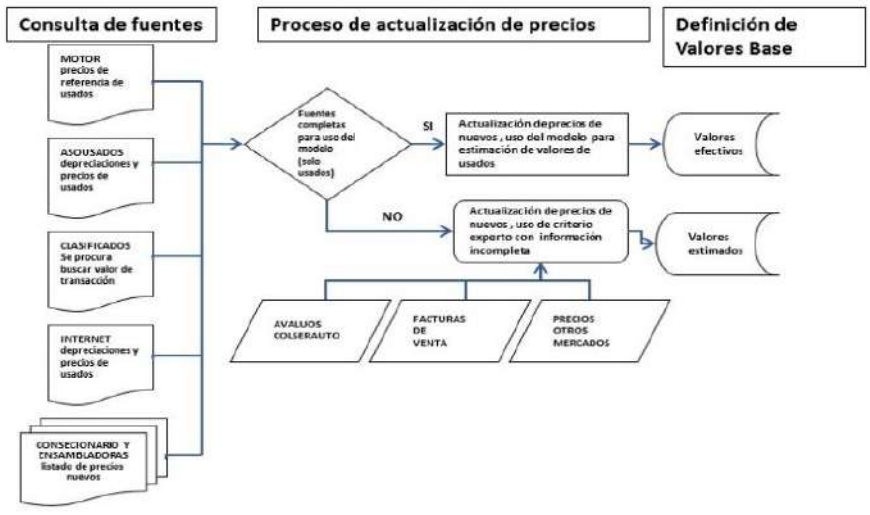 Consulta de fuentes
Proceso de actualización de precios
Definición de
Valores Base
MOTOR
precios de
referencia de
usados
ASOUSADOS
depreciaciones y
precios de
usados
CLASIFICADOS
Se procura
buscar valor de
transacción
INTERNET
depreciaciones y
precios de
usados
CONSECIONARIO Y
ENSAMBLADORAS
listado de precios
nuevos
Fuentes
completas
para uso del
modelo
(solo
usados)
SI
Actualización de precios de
nuevos , uso del modelo para
estimación de valores de
usados
Valores
efectivos
NO
Actualización de precios de
nuevos , uso de criterio
experto con información
incompleta
Valores
estimados
AVALUOS
COLSERAUTO
FACTURAS
DE
VENTA
PRECIOS
OTROS
MERCADOS